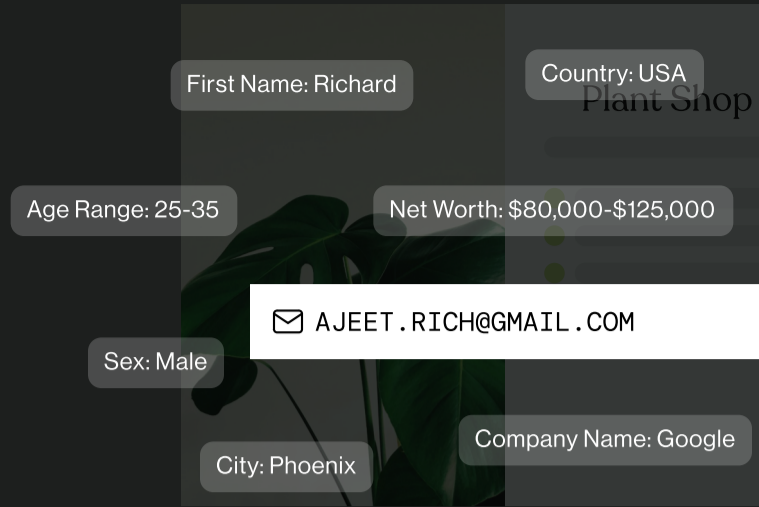 First Name: Richard
Country: USA
Plant Shop
Age Range: 25-35
Net Worth: $80,000-$125,000
AJEET.RICH@GMAIL.COM
Sex: Male
Company Name: Google
City: Phoenix